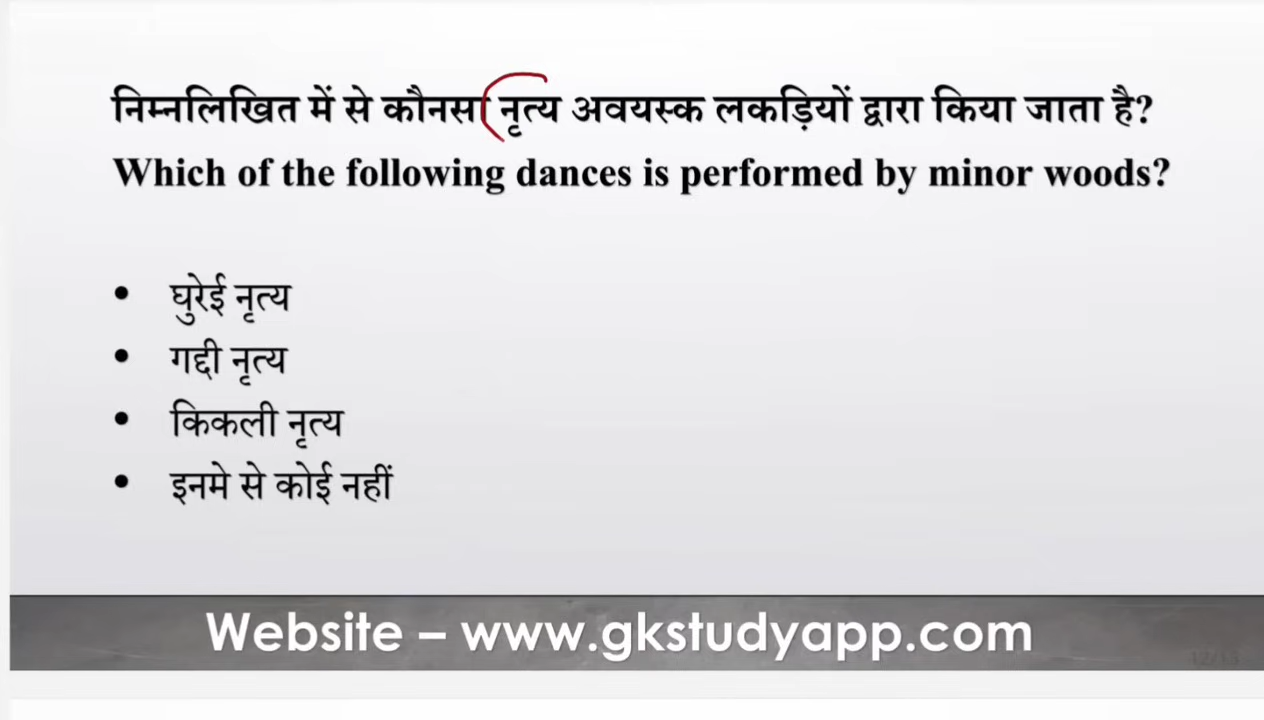 निम्नलिखित में से कौनसा नृत्य अवयस्क लकड़ियों द्वारा किया जाता है?
Which of the following dances is performed by minor woods?
• घुरेई नृत्य
• गद्दी नृत्य
• किकली नृत्य
• इनमे से कोई नहीं
Website – www.gkstudyapp.com